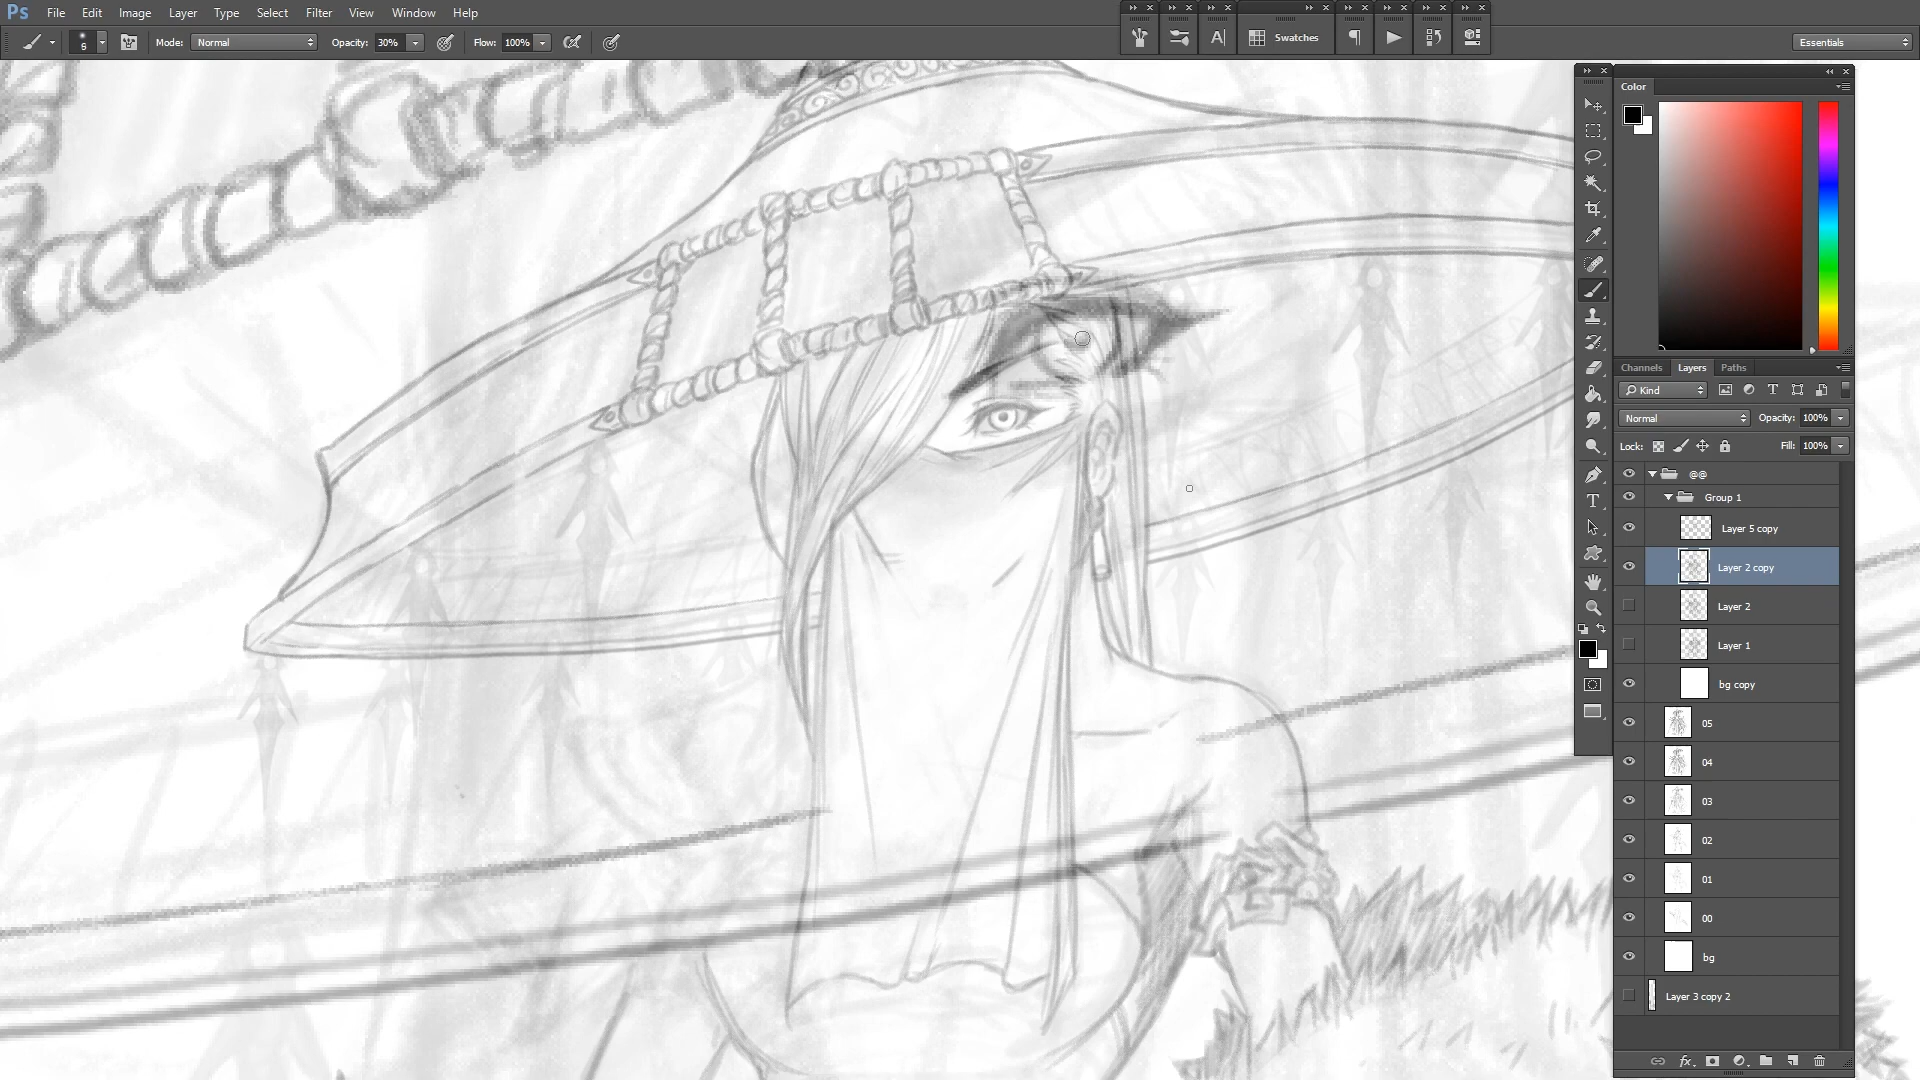 Ps File Edit Image Layer Type Select Filter View Window Help
9 Mode: Normal Opacity: 30% Flow: 100% A Swatches Essentials
Color
Channels Layers Paths
Kind T
Normal Opacity: 100%
Lock: Fill: 100%
@@
Group 1
Layer 5 copy
Layer 2 copy
Layer 2
Layer 1
bg copy
05
04
03
02
01
00
bg
Layer 3 copy 2
T
fx